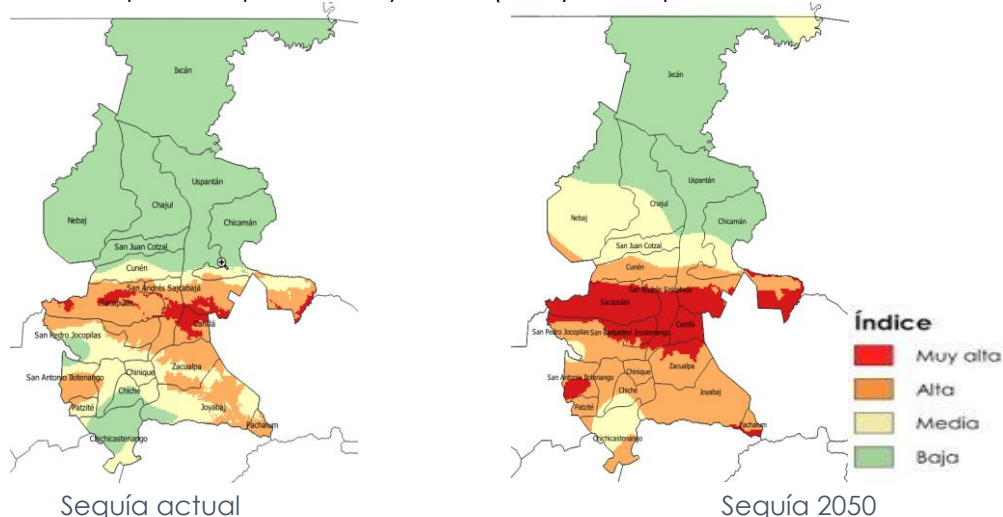 Ixcán
Uspantán
Nebaj
Chajul
Chicamán
San Juan Cotzal
Cunén
San Andrés Sajcabajá
Sacapulas
Canillá
San Pedro Jocopilas
Zacualpa
San Antonio Ilotenango
Chinique
Chiché
Joyabaj
Patzité
Pachalum
Chichicastenango
Sequía actual
Ixcán
Uspantán
Nebaj
Chajul
Chicamán
San Juan Cotzal
Cunén
San Andrés Sajcabajá
Sacapulas
Canillá
San Pedro Jocopilas
San Bartolomé Jocotenango
Zacualpa
San Antonio Ilotenango
Chinique
Chiché
Joyabaj
Patzité
Pachalum
Chichicastenango
Sequía 2050
Índice
Muy alta
Alta
Media
Baja